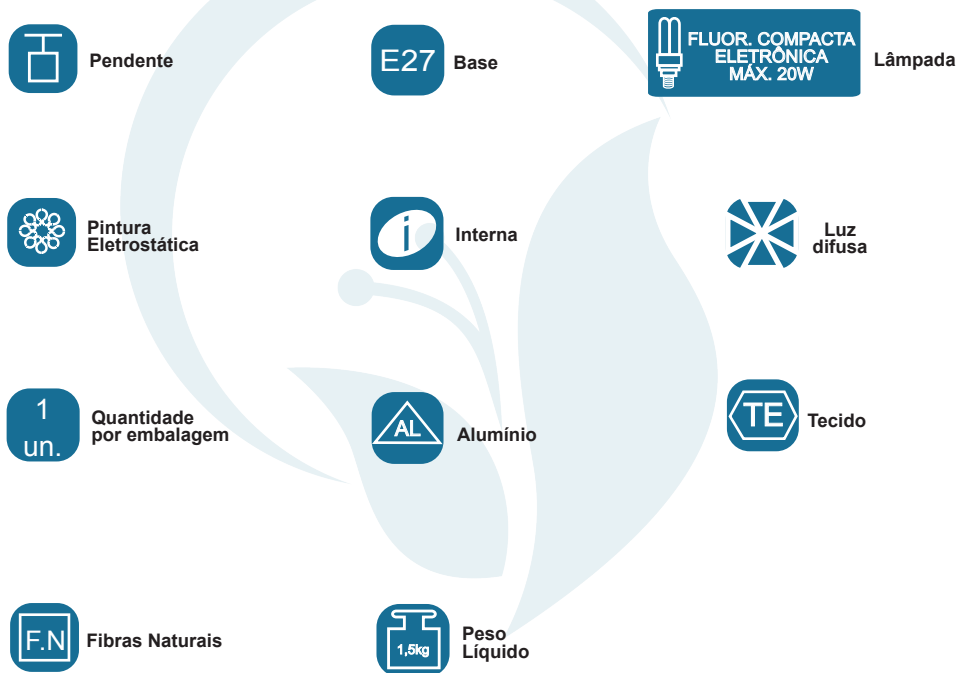 Pendente
E27
Base
FLUOR. COMPACTA
ELETRÔNICA
MÁX. 20W
Lâmpada
Pintura
Eletrostática
i
Interna
Luz
difusa
1
un.
Quantidade
por embalagem
AL
Alumínio
TE
Tecido
F.N
Fibras Naturais
1,5kg
Peso
Líquido